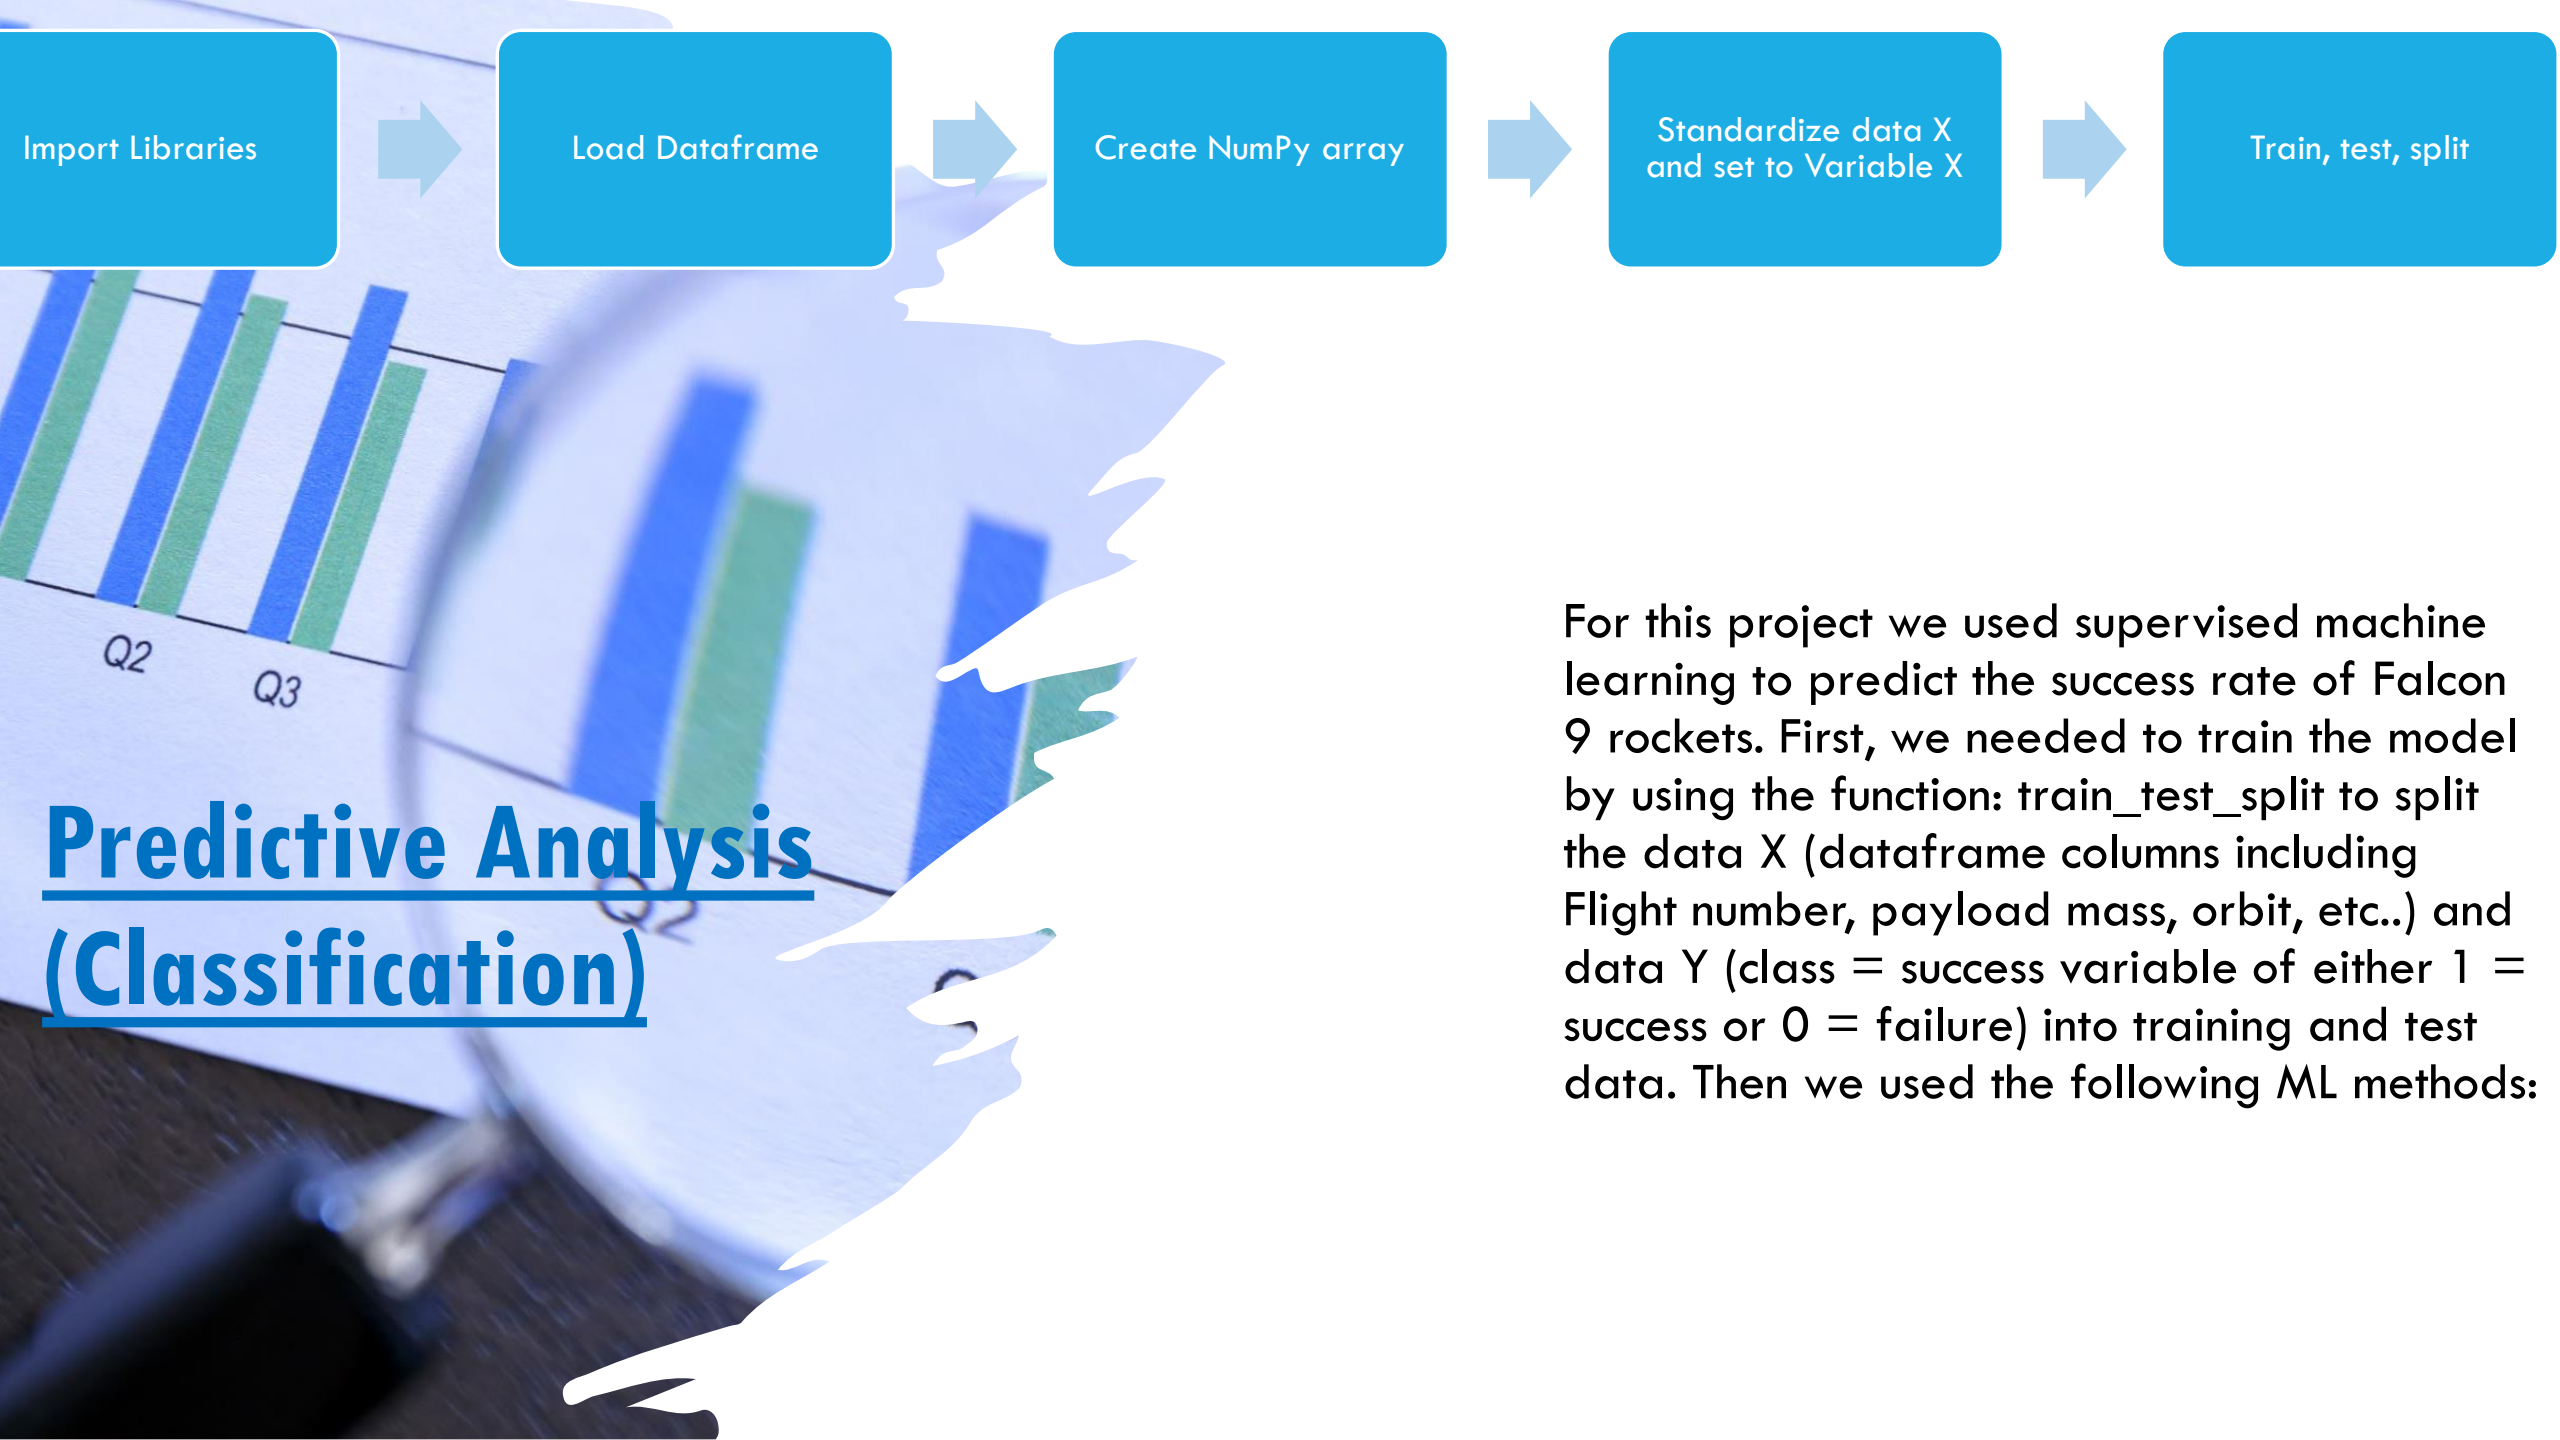 Import Libraries
Load Dataframe
Create NumPy array
Standardize data X
and set to Variable X
Train, test, split
Q2
Q3
Q2
Predictive Analysis
(Classification)
For this project we used supervised machine
learning to predict the success rate of Falcon
9 rockets. First, we needed to train the model
by using the function: train_test_split to split
the data X (dataframe columns including
Flight number, payload mass, orbit, etc..) and
data Y (class = success variable of either 1 =
success or 0 = failure) into training and test
data. Then we used the following ML methods: